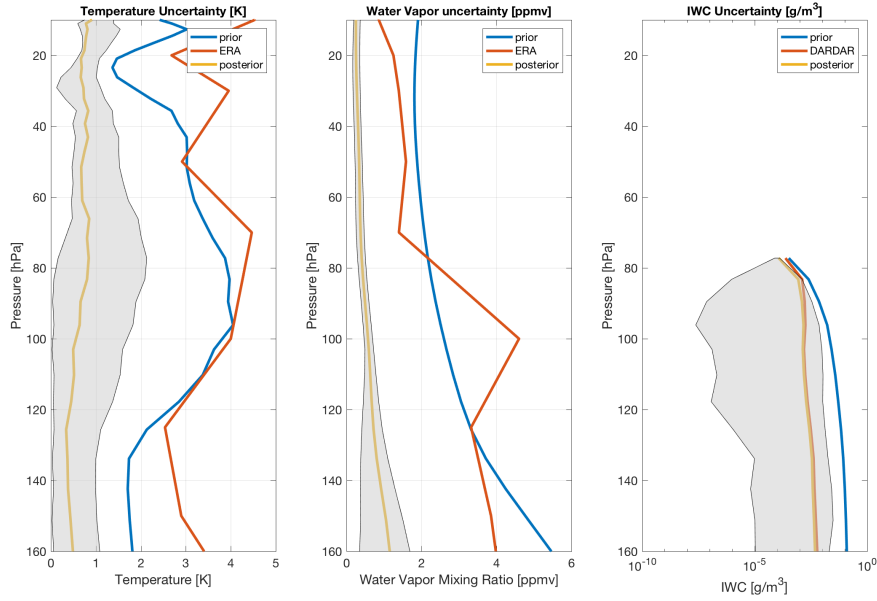 Temperature Uncertainty [K]
prior
ERA
posterior
20
40
60
80
100
120
140
160
Pressure [hPa]
0 1 2 3 4 5
Temperature [K]
Water Vapor uncertainty [ppmv]
prior
ERA
posterior
20
40
60
80
100
120
140
160
Pressure [hPa]
0 2 4 6
Water Vapor Mixing Ratio [ppmv]
IWC Uncertainty [g/m³]
prior
DARDAR
posterior
20
40
60
80
100
120
140
160
Pressure [hPa]
10⁻¹⁰ 10⁻⁵ 10⁰
IWC [g/m³]